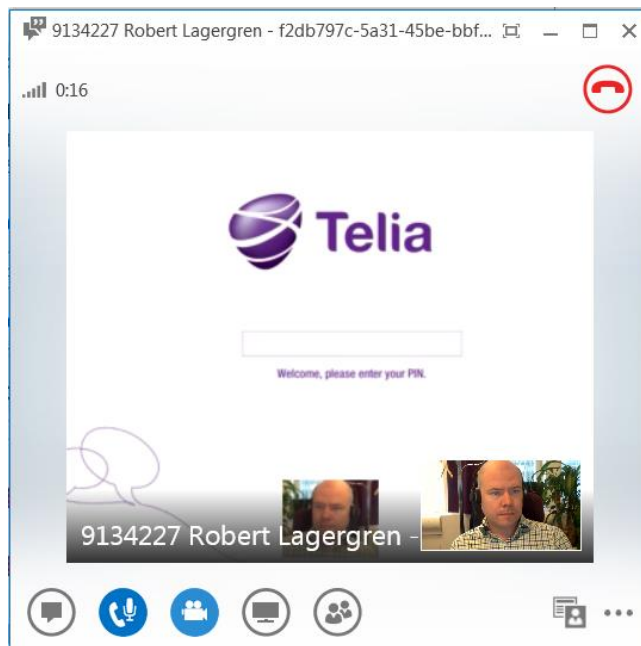 9134227 Robert Lagergren - f2db797c-5a31-45be-bbf...
0:16
Telia
Welcome, please enter your PIN.
9134227 Robert Lagergren -